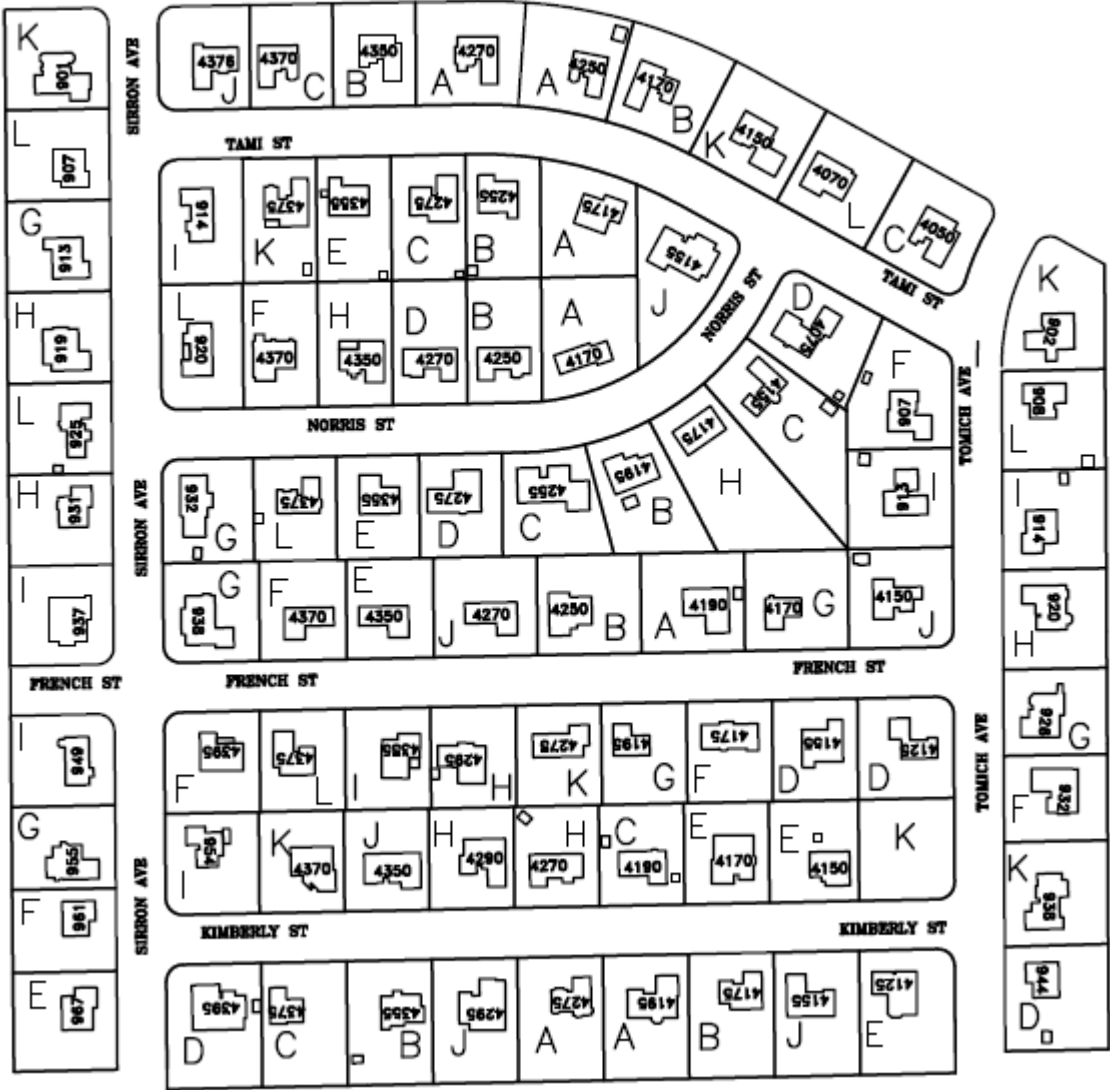 K 901
L 907
G 913
H 919
L 925
H 931
I 937
FRENCH ST
I 949
G 955
F 961
E 967
SIRRON AVE
SIRRON AVE
SIRRON AVE
4376 J
4370 C
4350 B
4270 A
4250 A
4170 B
4150 K
4070 L
4050 C
TAMI ST
TAMI ST
914 I
4375 K
4355 E
4275 C
4255 B
4175 A
4155 J
920 L
4370 F
4350 H
4270 D
4250 B
4170 A
NORRIS ST
NORRIS ST
932 G
4375 L
4355 E
4275 D
4255 C
4195 B
4175 H
4155 C
4075 D
907 F
913 I
938 G
4370 F
4350 E
4270 J
4250 B
4190 A
4170 G
4150 J
FRENCH ST
FRENCH ST
4395 F
4375 L
4355 I
4295 H
4275 K
4195 G
4175 F
4155 D
4125 D
954 I
4370 K
4350 J
4290 H
4270 H
4190 C
4170 E
4150 E
K
KIMBERLY ST
KIMBERLY ST
4395 D
4375 C
4355 B
4295 J
4275 A
4195 A
4175 B
4155 J
4125 E
TOMICH AVE
TOMICH AVE
K 902
908 L
I 914
920 H
926 G
F 932
K 938
944 D